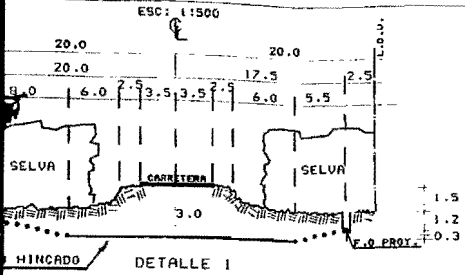 ESC: 1:500
L.D.D.
20.0 20.0
20.0 17.5 2.5
8.0 6.0 2.5 3.5 3.5 2.5 6.0 5.5
SELVA CARRETERA SELVA
3.0
1.5
1.2
0.3
HINCADO F.O PROY.
DETALLE 1